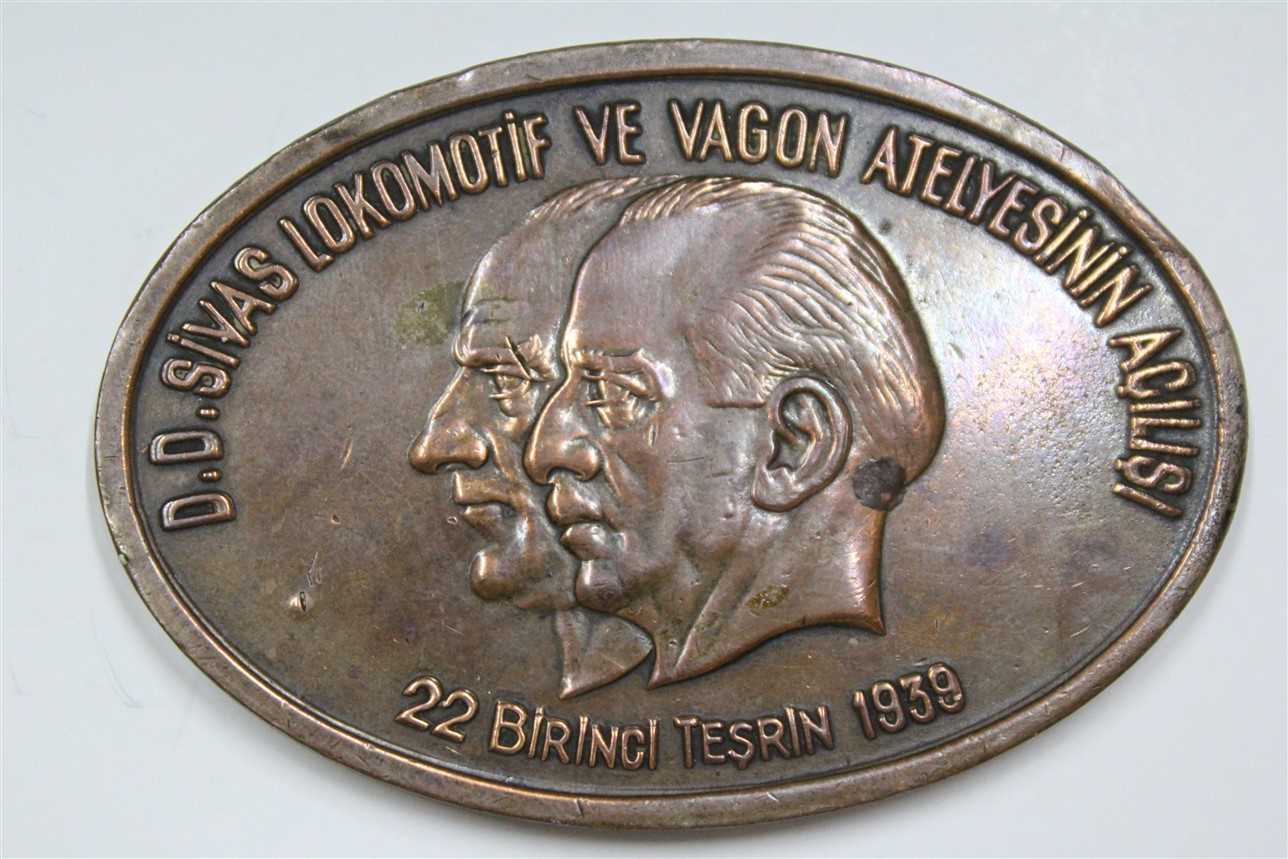 D.D.SİVAS LOKOMOTİF VE VAGON ATELYESİNİN AÇILIŞI
22 BİRİNCİ TEŞRİN 1939